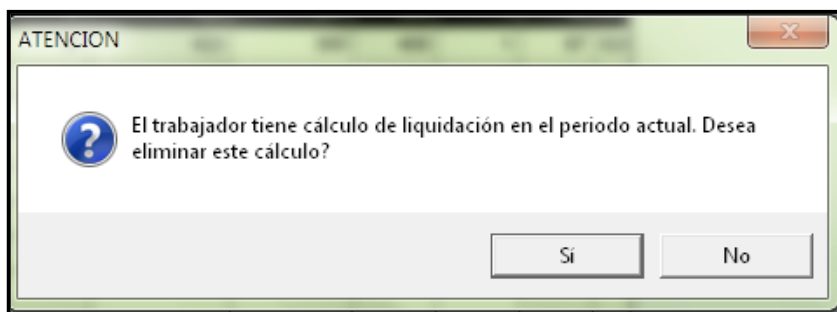 ATENCION
El trabajador tiene cálculo de liquidación en el periodo actual. Desea
eliminar este cálculo?
Sí
No